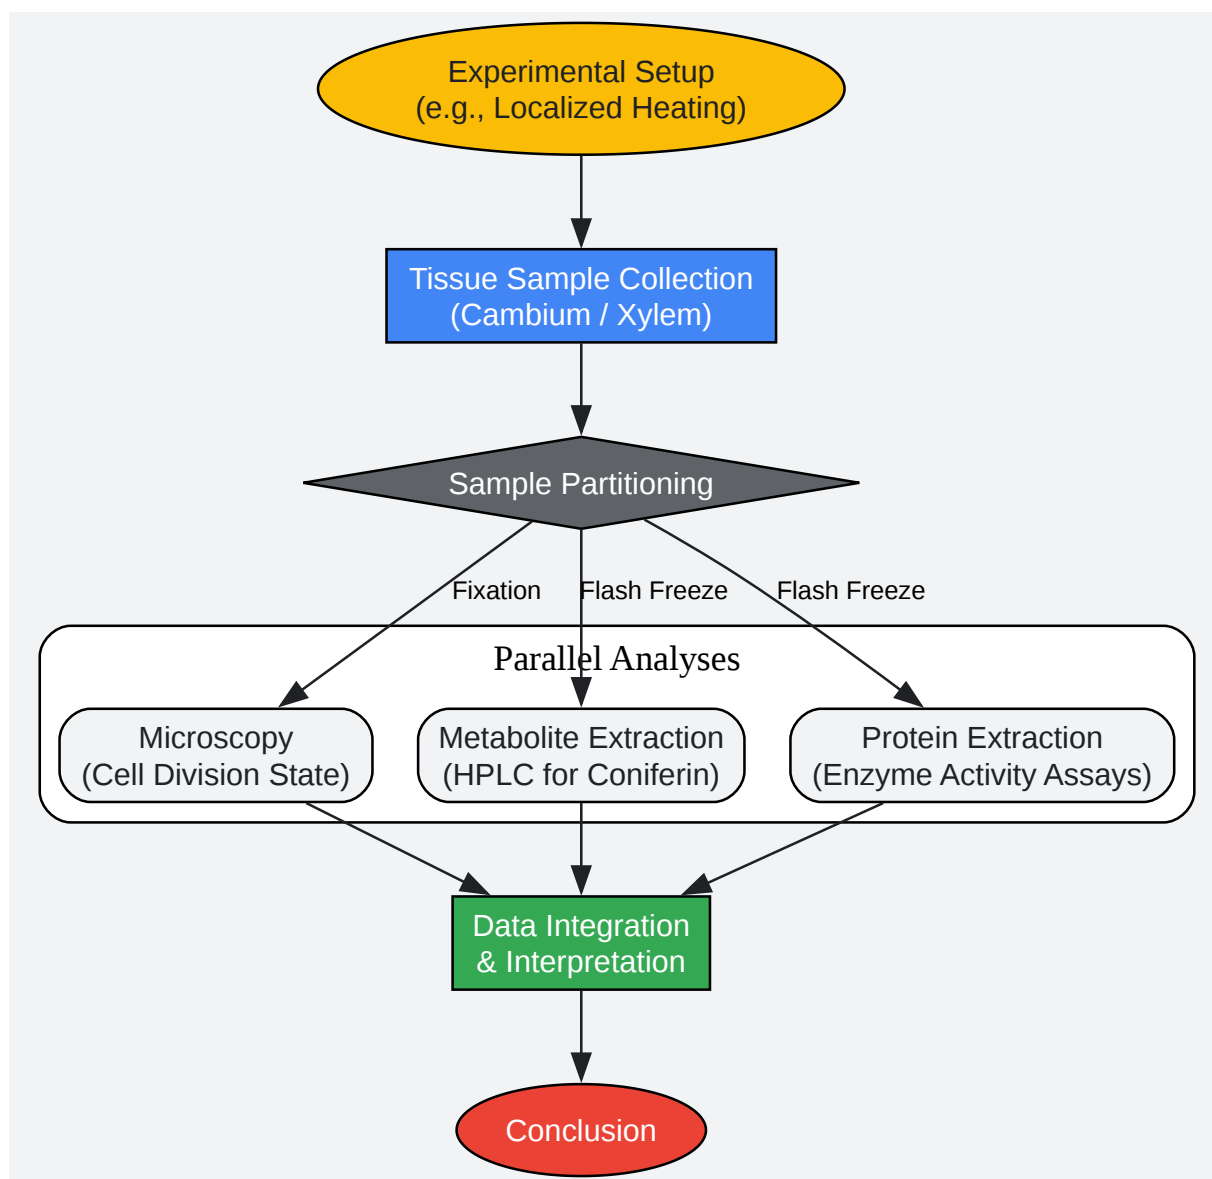 Experimental Setup
(e.g., Localized Heating)
Tissue Sample Collection
(Cambium / Xylem)
Sample Partitioning
Fixation
Flash Freeze
Flash Freeze
Parallel Analyses
Microscopy
(Cell Division State)
Metabolite Extraction
(HPLC for Coniferin)
Protein Extraction
(Enzyme Activity Assays)
Data Integration
& Interpretation
Conclusion